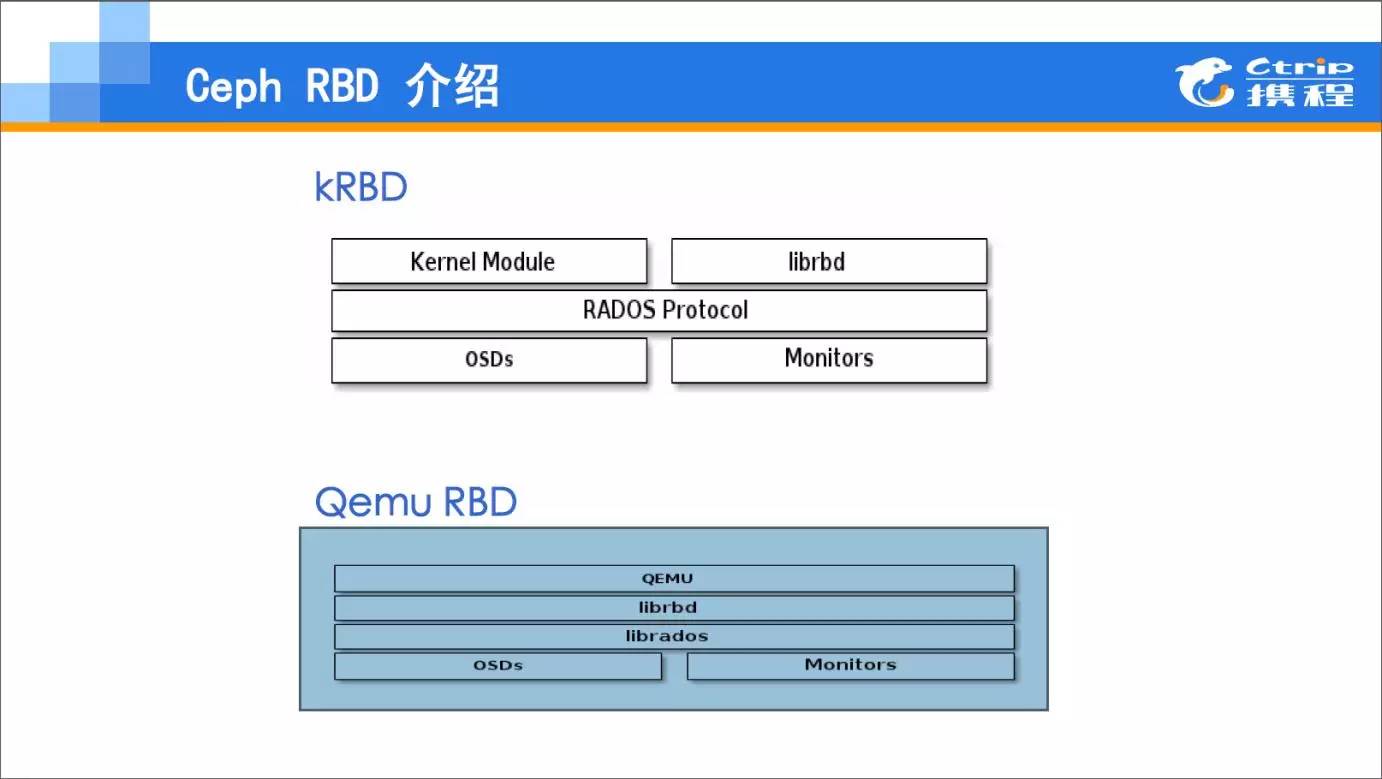 Ceph RBD 介绍
Ctrip
携程
kRBD
Kernel Module librbd
RADOS Protocol
OSDs Monitors
Qemu RBD
QEMU
librbd
librados
OSDs Monitors